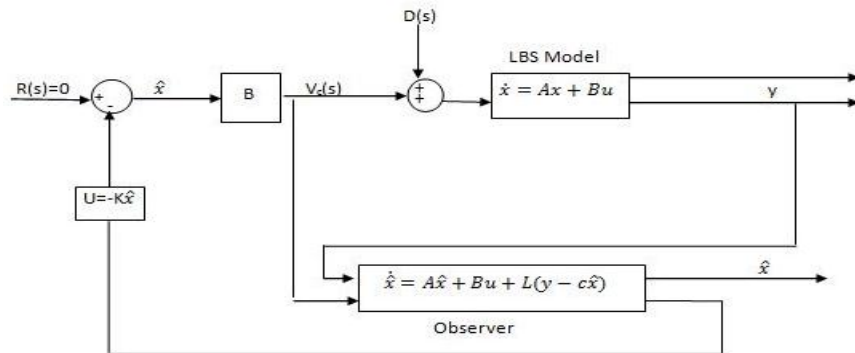 D(s)
LBS Model
R(s)=0
+
-
x̂
B
Vc(s)
+
+
ẋ = Ax + Bu
y
U=-Kx̂
x̂̇ = Ax̂ + Bu + L(y − cx̂)
x̂
Observer